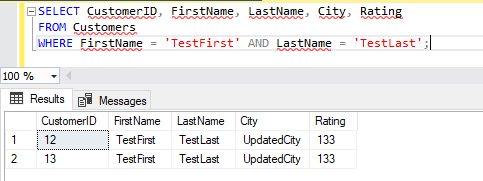 SELECT CustomerID, FirstName, LastName, City, Rating
FROM Customers
WHERE FirstName = 'TestFirst' AND LastName = 'TestLast';
100 %
Results Messages
CustomerID FirstName LastName City Rating
1 12 TestFirst TestLast UpdatedCity 133
2 13 TestFirst TestLast UpdatedCity 133